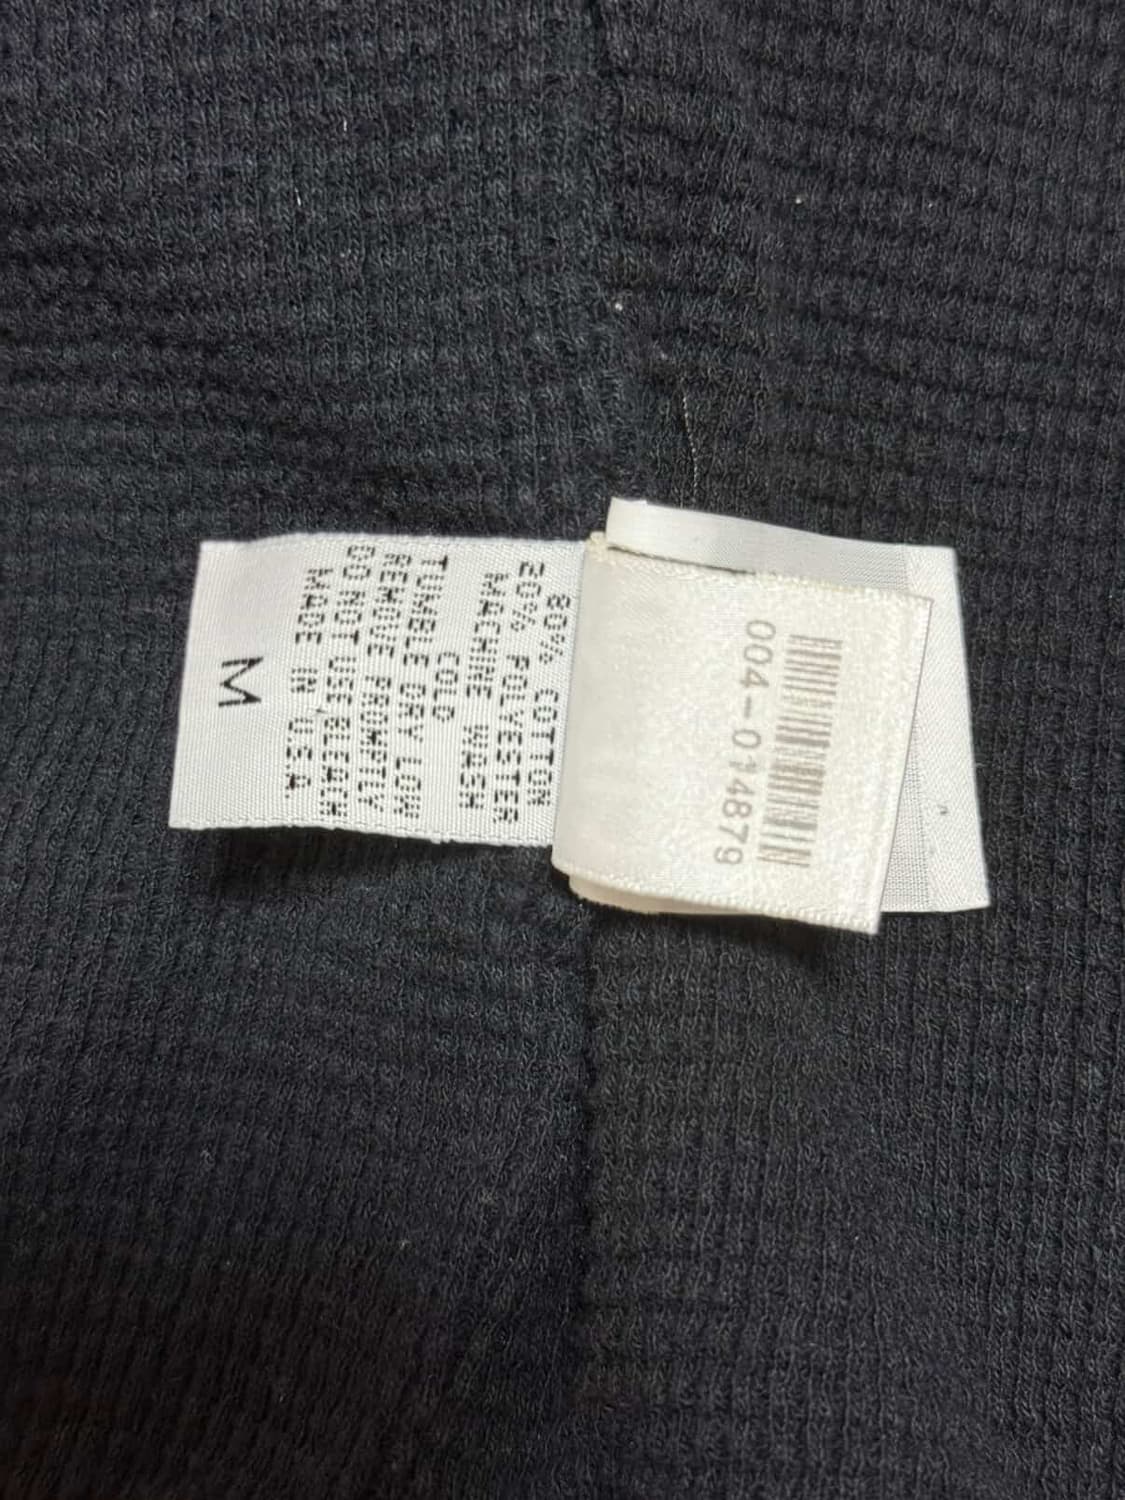 80% COTTON
20% POLYESTER
MACHINE WASH
COLD
TUMBLE DRY LOW
REMOVE PROMPTLY
DO NOT USE BLEACH
MADE IN U.S.A.
M
004-014879